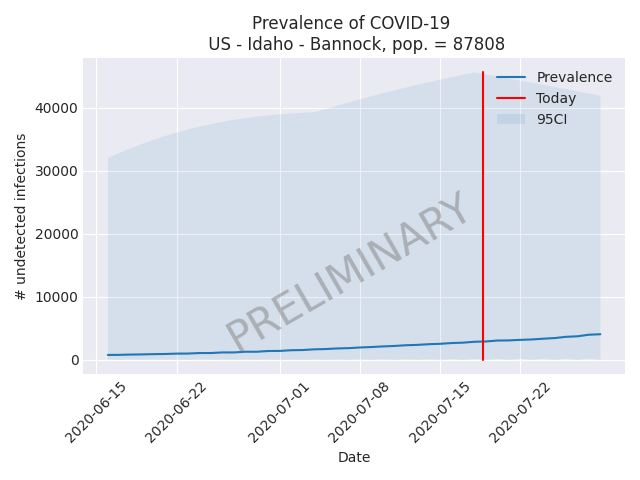 Prevalence of COVID-19
US - Idaho - Bannock, pop. = 87808
# undetected infections
40000
30000
20000
10000
0
Prevalence
Today
95CI
PRELIMINARY
2020-06-15
2020-06-22
2020-07-01
2020-07-08
2020-07-15
2020-07-22
Date